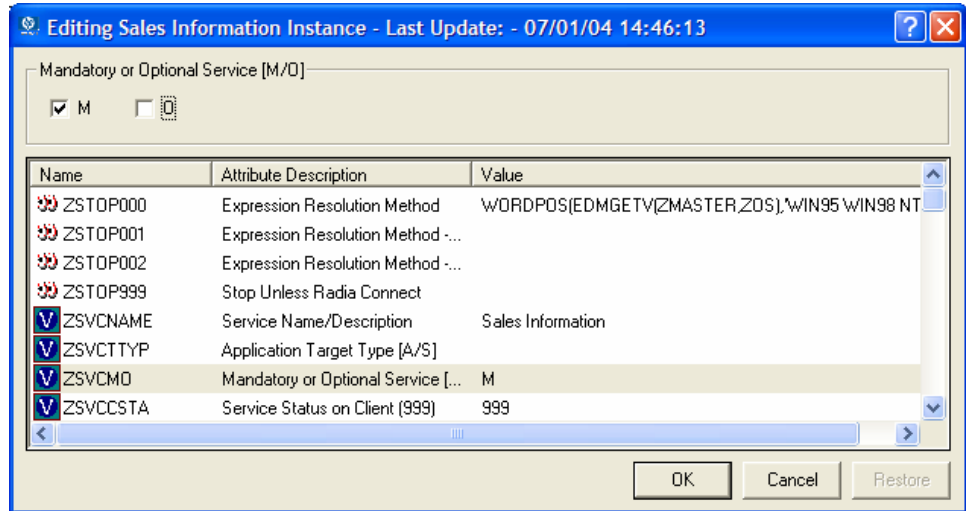 Editing Sales Information Instance - Last Update: - 07/01/04 14:46:13
Mandatory or Optional Service [M/O]
M O
Name Attribute Description Value
ZSTOP000 Expression Resolution Method WORDPOS(EDMGETV(ZMASTER,ZOS),'WIN95 WIN98 NT
ZSTOP001 Expression Resolution Method -...
ZSTOP002 Expression Resolution Method -...
ZSTOP999 Stop Unless Radia Connect
V ZSVCNAME Service Name/Description Sales Information
V ZSVCTTYP Application Target Type [A/S]
V ZSVCMO Mandatory or Optional Service [... M
V ZSVCCSTA Service Status on Client (999) 999
OK Cancel Restore